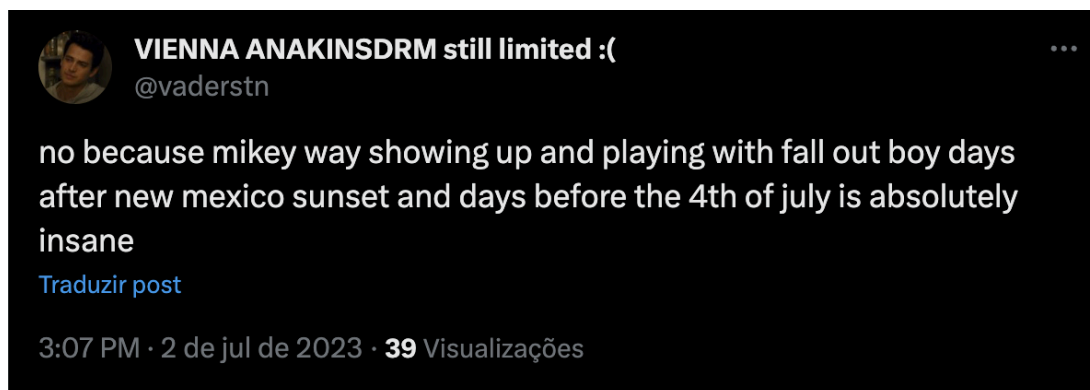 VIENNA ANAKINSDRM still limited :(
@vaderstn
no because mikey way showing up and playing with fall out boy days
after new mexico sunset and days before the 4th of july is absolutely
insane
Traduzir post
3:07 PM · 2 de jul de 2023 · 39 Visualizações